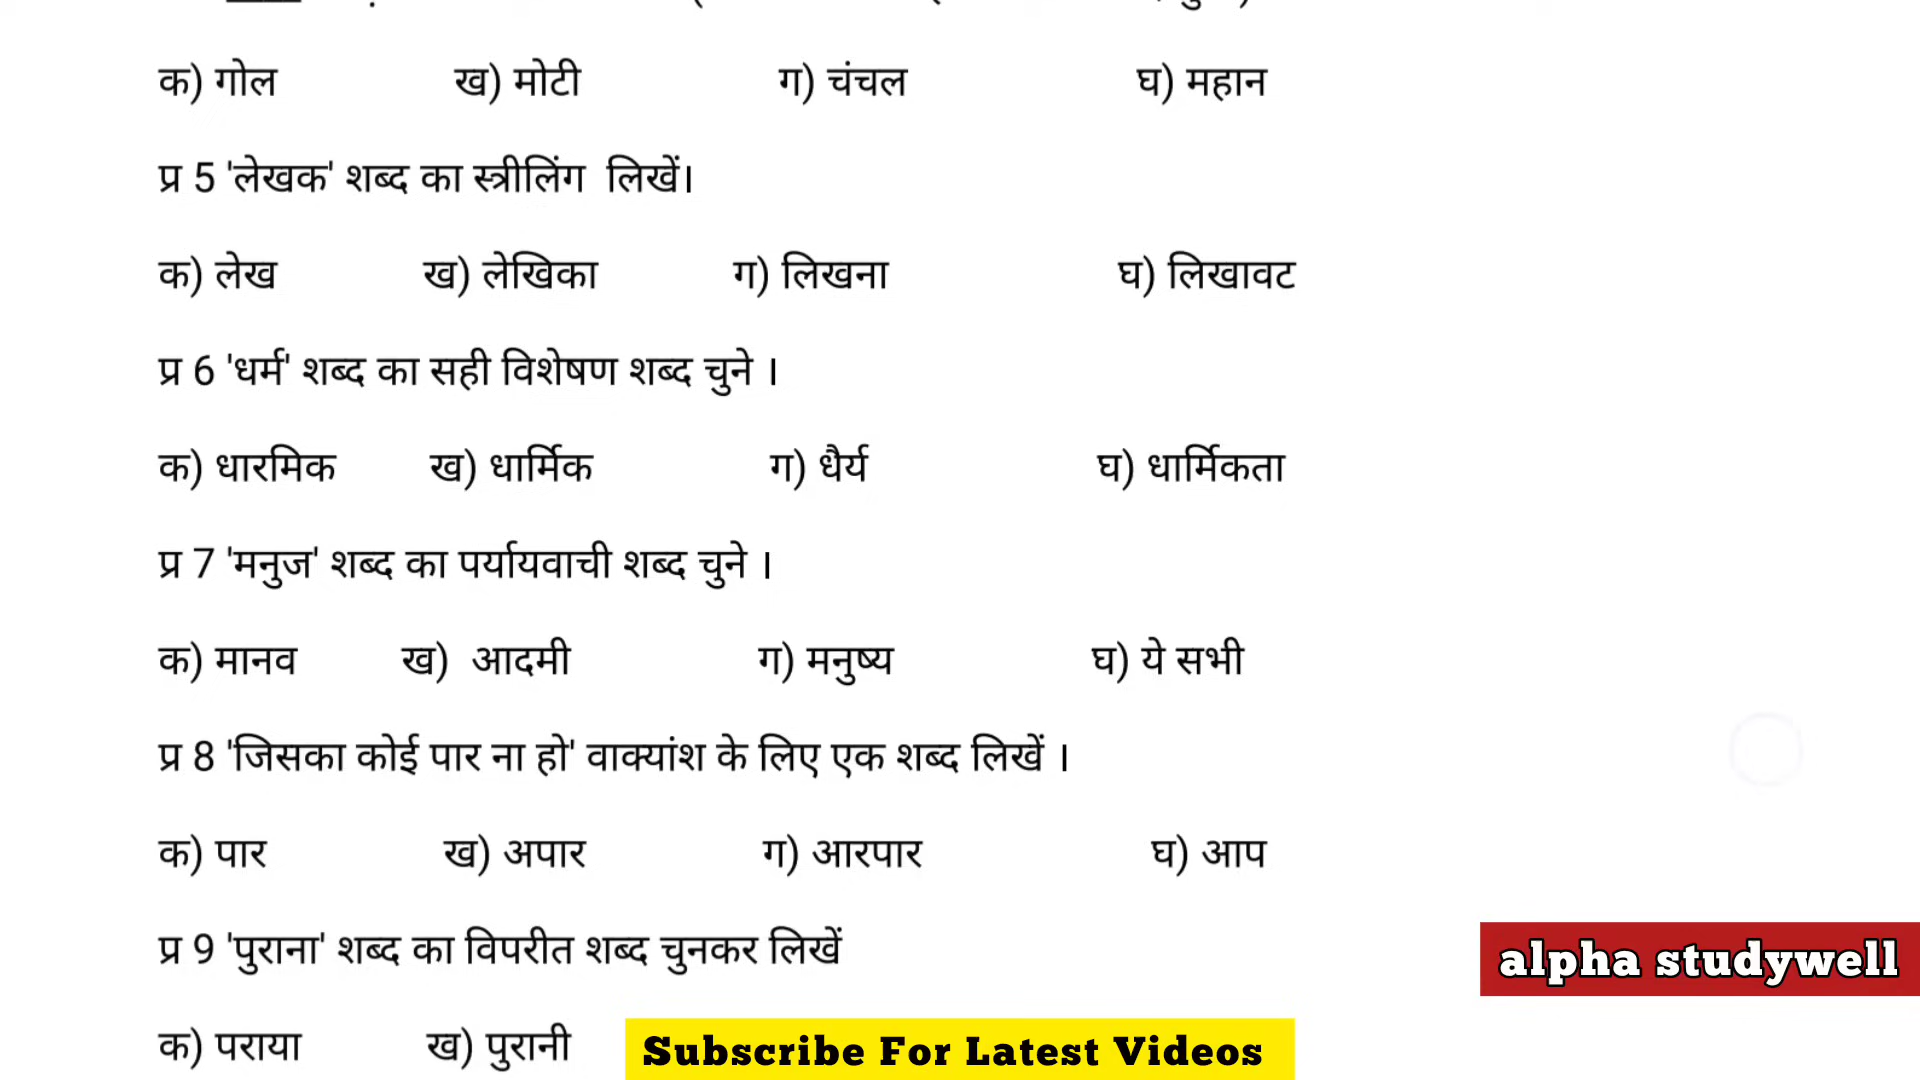 क) गोल ख) मोटी ग) चंचल घ) महान
प्र 5 'लेखक' शब्द का स्त्रीलिंग लिखें।
क) लेख ख) लेखिका ग) लिखना घ) लिखावट
प्र 6 'धर्म' शब्द का सही विशेषण शब्द चुने ।
क) धारमिक ख) धार्मिक ग) धैर्य घ) धार्मिकता
प्र 7 'मनुज' शब्द का पर्यायवाची शब्द चुने ।
क) मानव ख) आदमी ग) मनुष्य घ) ये सभी
प्र 8 'जिसका कोई पार ना हो' वाक्यांश के लिए एक शब्द लिखें ।
क) पार ख) अपार ग) आरपार घ) आप
प्र 9 'पुराना' शब्द का विपरीत शब्द चुनकर लिखें
alpha studywell
क) पराया ख) पुरानी
Subscribe For Latest Videos